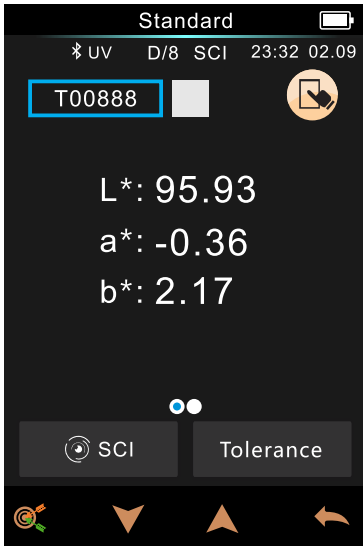 Standard
UV D/8 SCI 23:32 02.09
T00888
L*: 95.93
a*: -0.36
b*: 2.17
SCI Tolerance